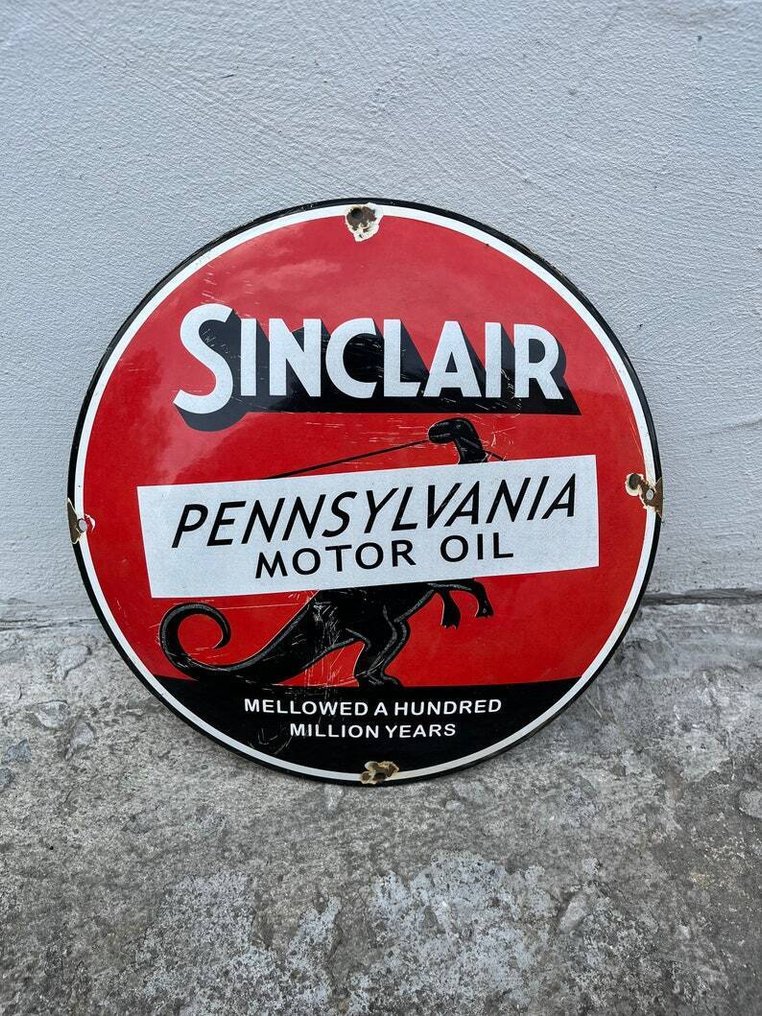 SINCLAIR
PENNSYLVANIA
MOTOR OIL
MELLOWED A HUNDRED
MILLION YEARS